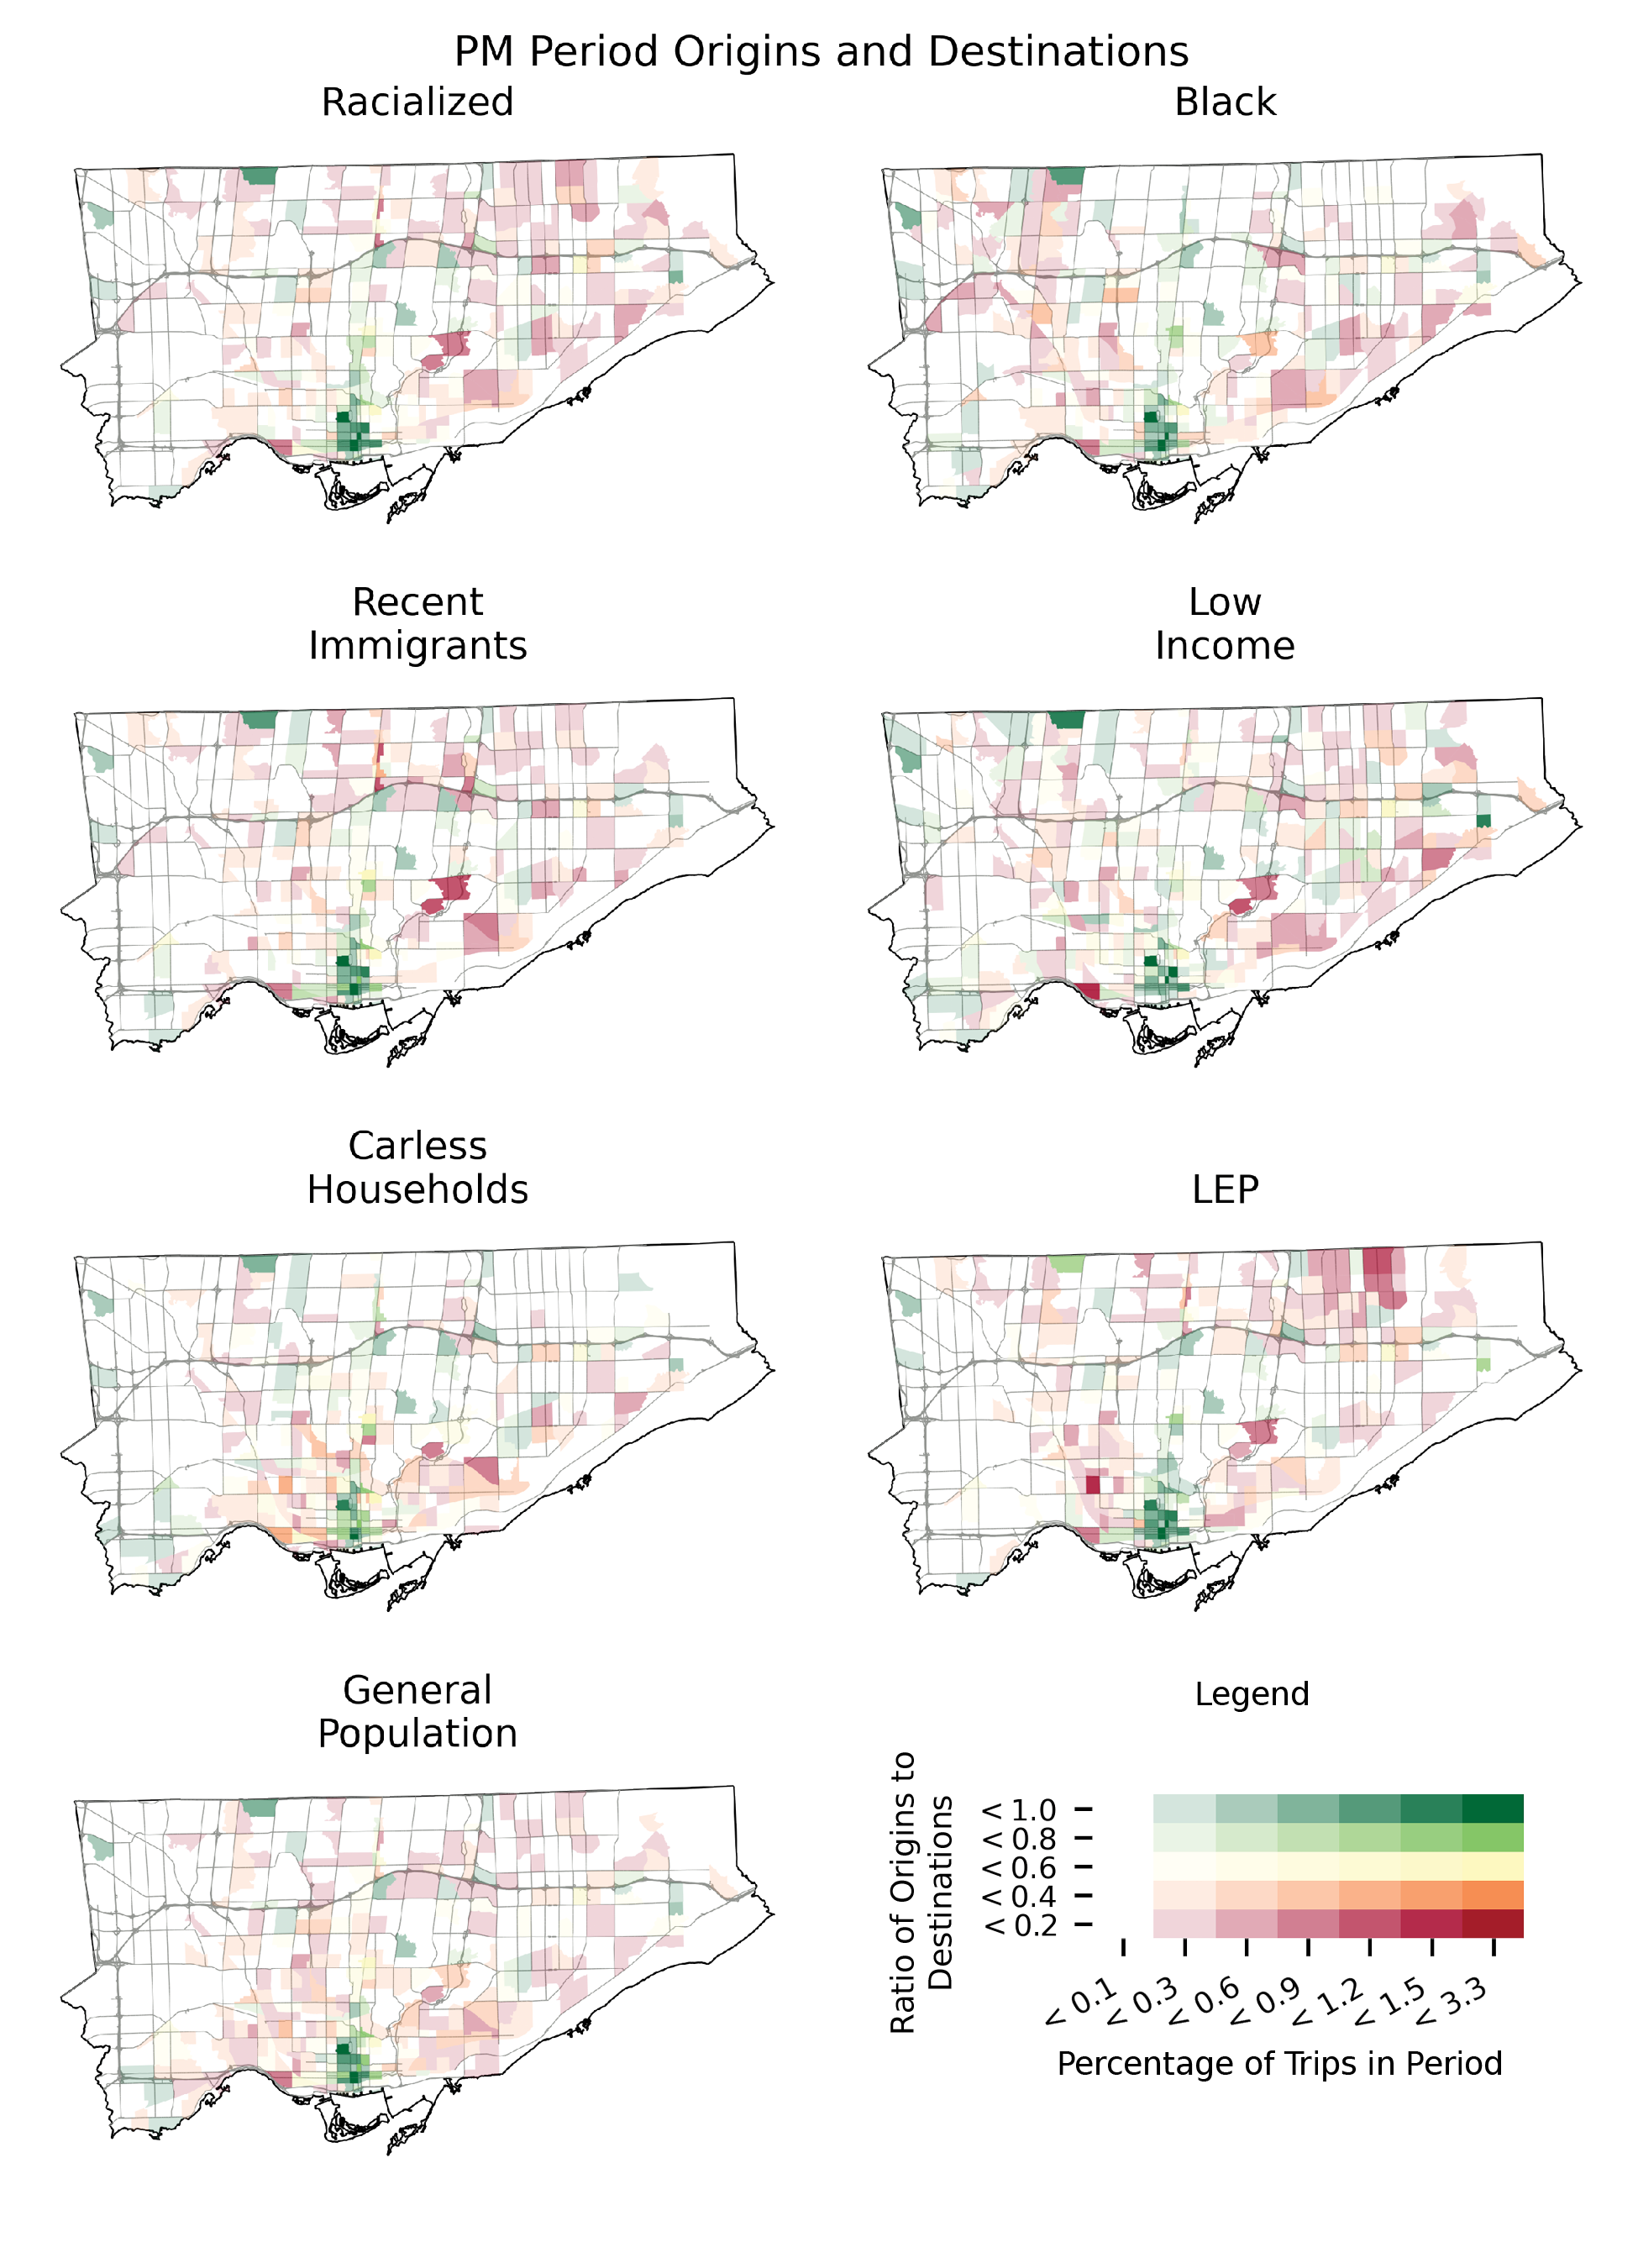 PM Period Origins and Destinations
Racialized
Black
Recent
Immigrants
Low
Income
Carless
Households
LEP
General
Population
Legend
Ratio of Origins to
Destinations
< 1.0
< 0.8
< 0.6
< 0.4
< 0.2
< 0.1
< 0.3
< 0.6
< 0.9
< 1.2
< 1.5
< 3.3
Percentage of Trips in Period